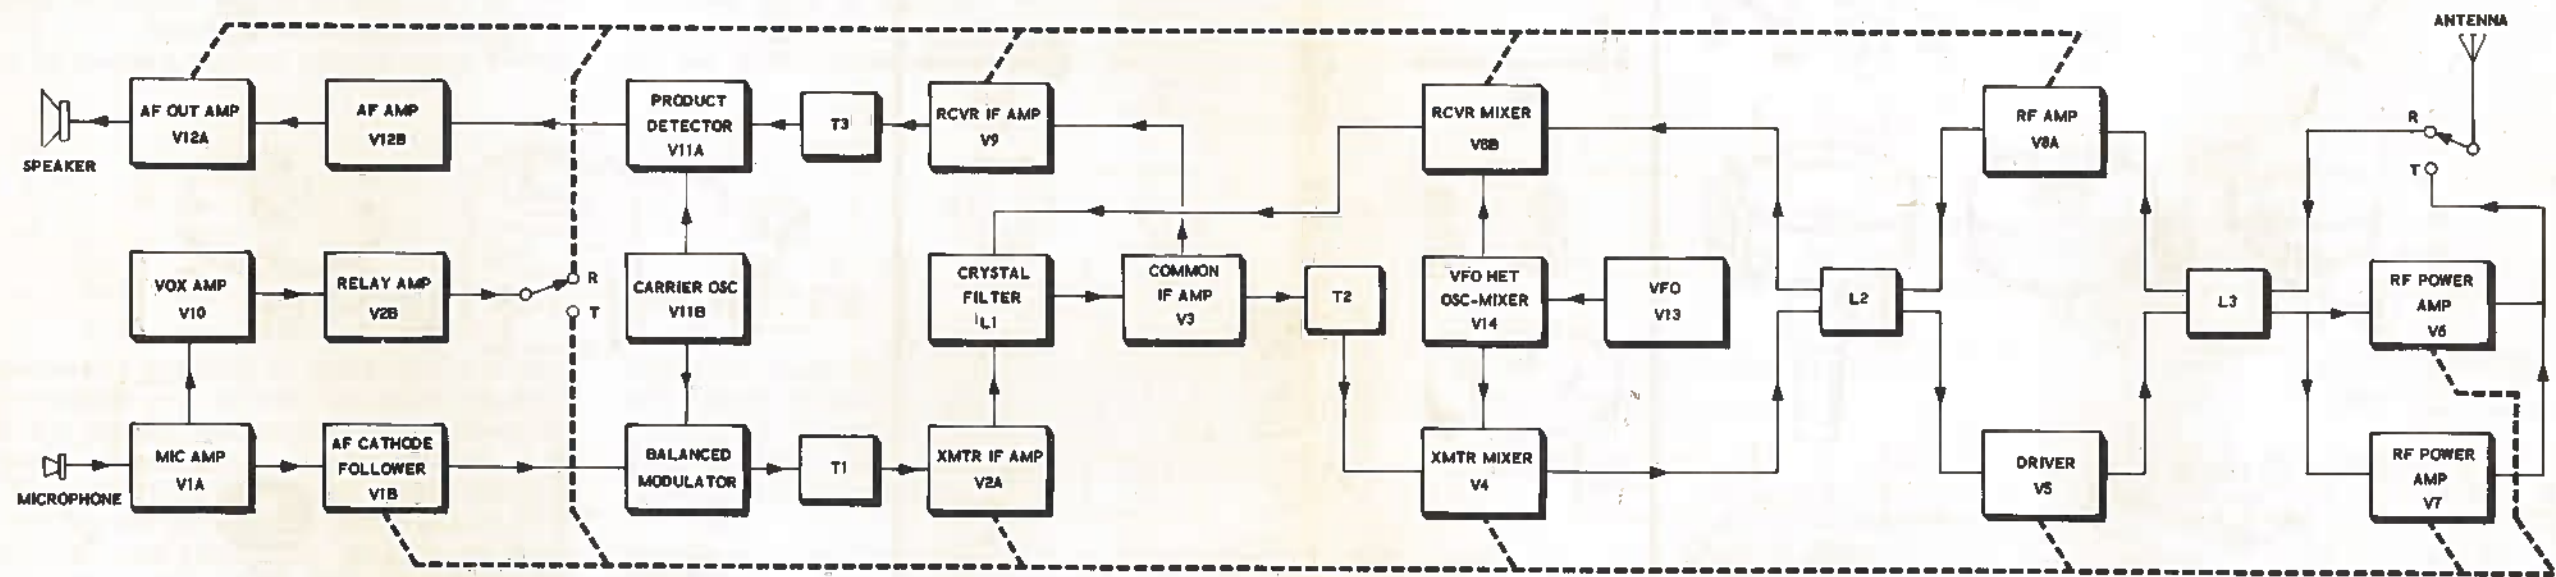 ANTENNA
AF OUT AMP
V12A
AF AMP
V12B
PRODUCT
DETECTOR
V11A
T3
RCVR IF AMP
V9
RCVR MIXER
V8B
RF AMP
V8A
R
T
SPEAKER
VOX AMP
V10
RELAY AMP
V2B
R
T
CARRIER OSC
V11B
CRYSTAL
FILTER
L1
COMMON
IF AMP
V3
T2
VFO HET
OSC-MIXER
V14
VFO
V13
L2
L3
RF POWER
AMP
V6
MICROPHONE
MIC AMP
V1A
AF CATHODE
FOLLOWER
V1B
BALANCED
MODULATOR
T1
XMTR IF AMP
V2A
XMTR MIXER
V4
DRIVER
V5
RF POWER
AMP
V7